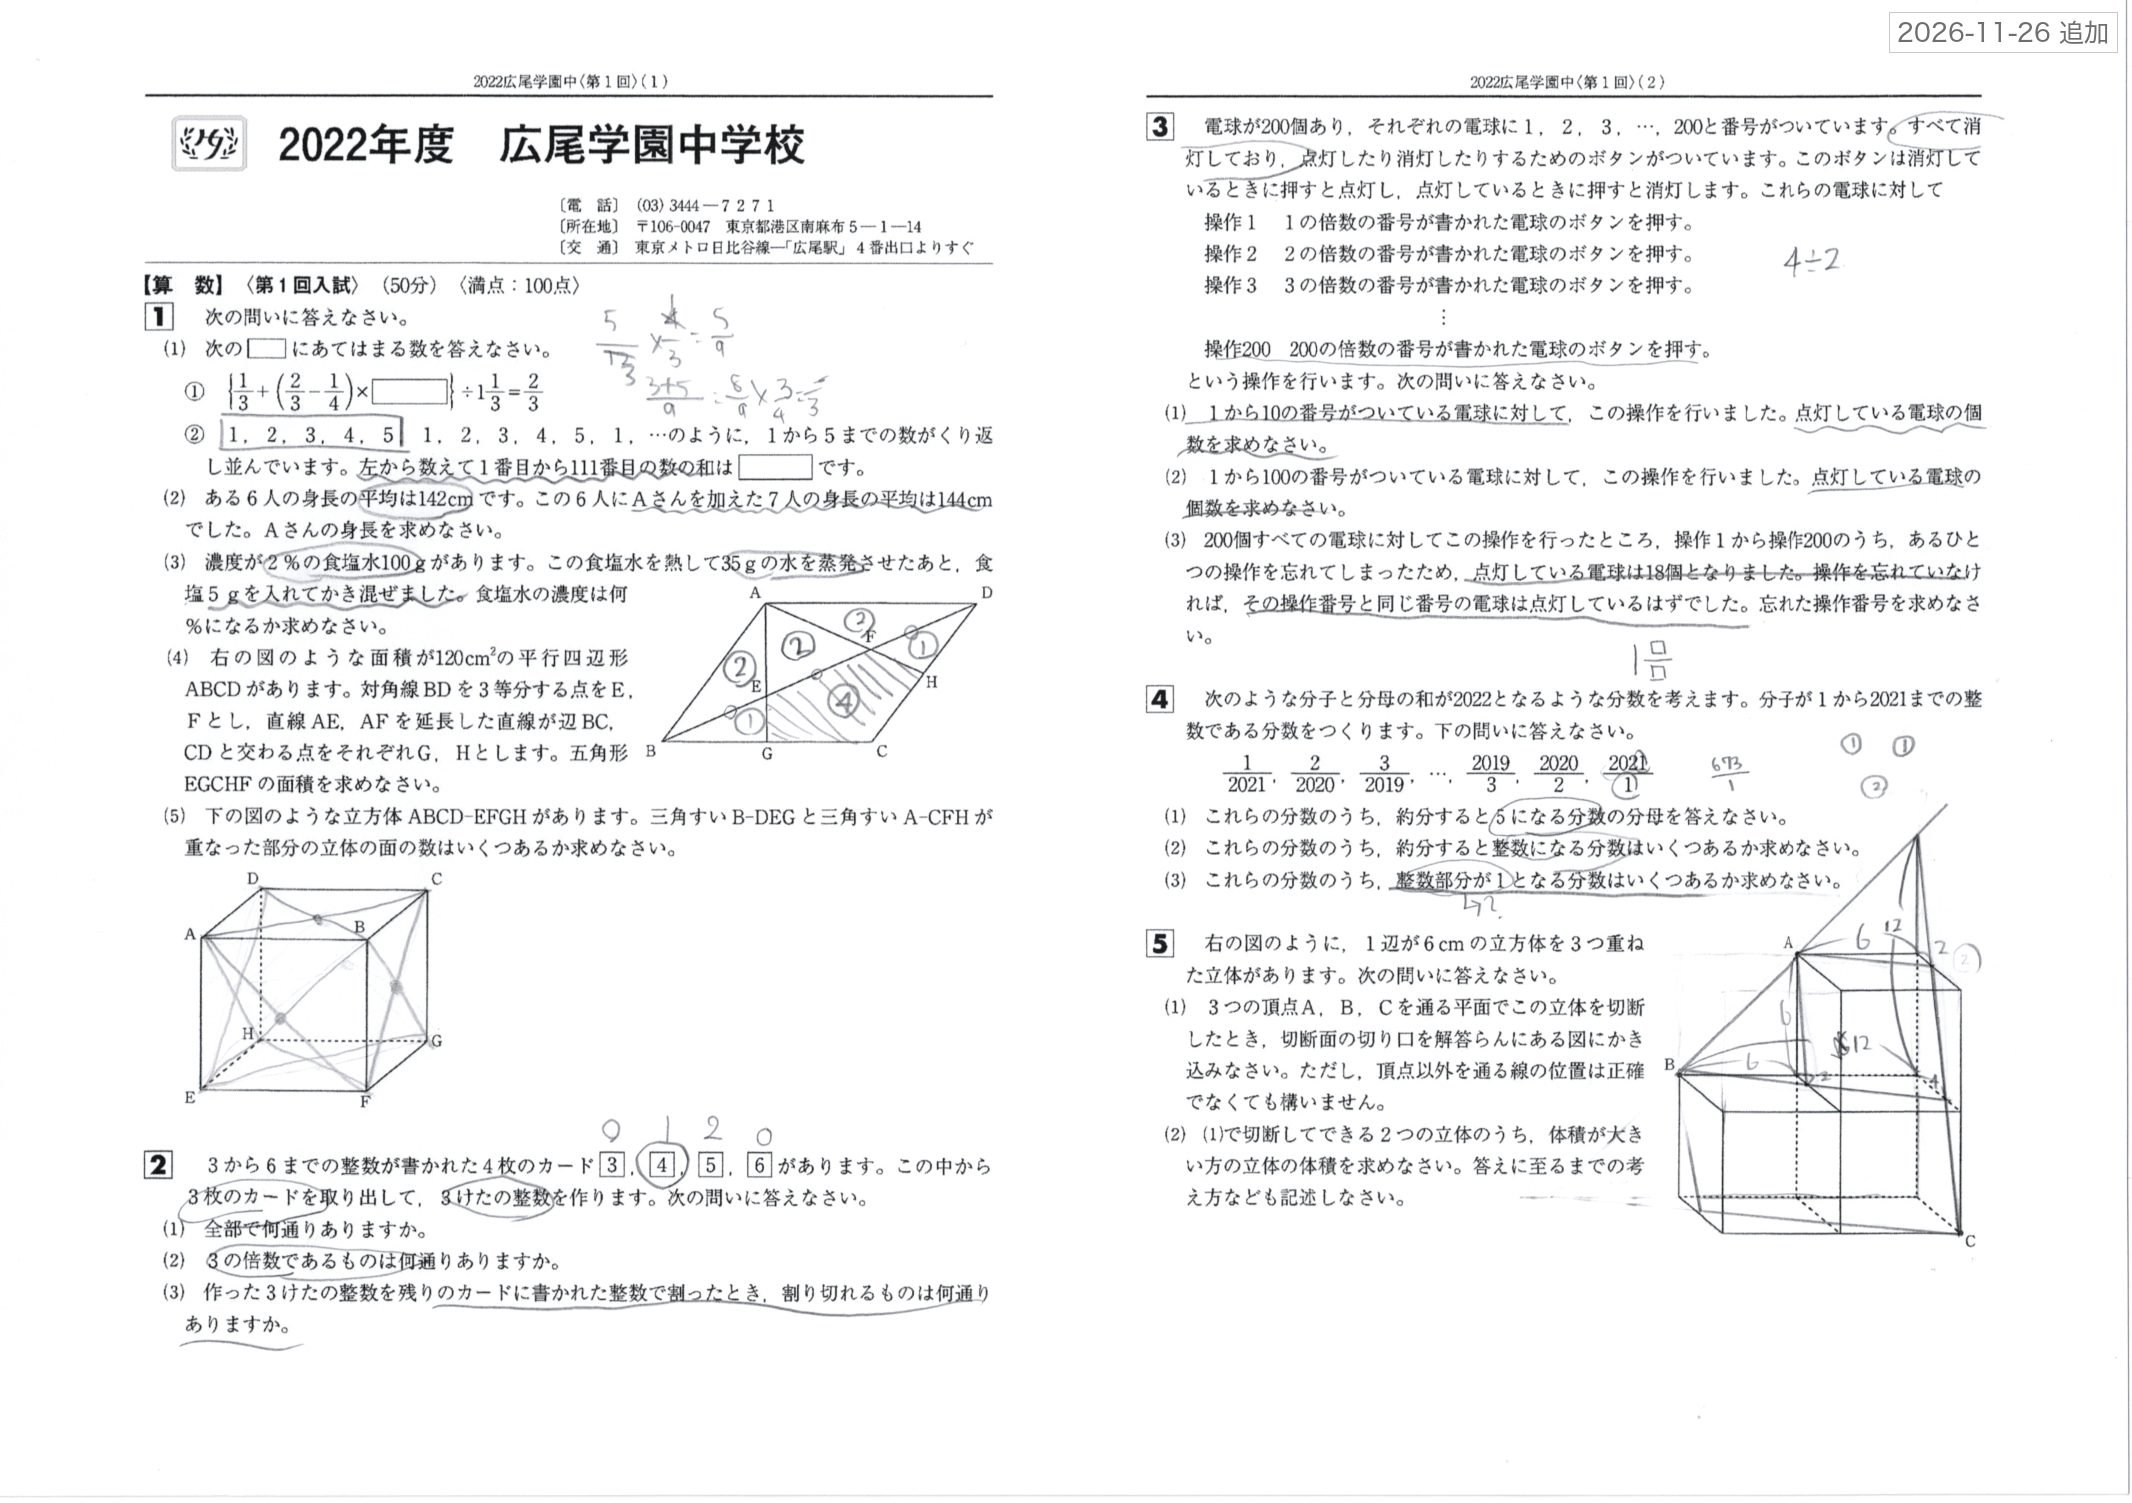 2026-11-26 追加
2022広尾学園中〈第1回〉(1)
2022年度 広尾学園中学校
〔電 話〕 (03) 3444―7271
〔所在地〕 〒106-0047 東京都港区南麻布5―1―14
〔交 通〕 東京メトロ日比谷線―「広尾駅」4番出口よりすぐ
【算 数】〈第1回入試〉(50分)〈満点:100点〉
1 次の問いに答えなさい。
(1) 次の□にあてはまる数を答えなさい。
① {1/3+(2/3-1/4)×□}÷1 1/3=2/3
② 1, 2, 3, 4, 5, 1, 2, 3, 4, 5, 1, …のように,1から5までの数がくり返
し並んでいます。左から数えて1番目から111番目の数の和は□です。
(2) ある6人の身長の平均は142cmです。この6人にAさんを加えた7人の身長の平均は144cm
でした。Aさんの身長を求めなさい。
(3) 濃度が2%の食塩水100gがあります。この食塩水を熱して35gの水を蒸発させたあと,食
塩5gを入れてかき混ぜました。食塩水の濃度は何
%になるか求めなさい。
(4) 右の図のような面積が120cm²の平行四辺形
ABCDがあります。対角線BDを3等分する点をE,
Fとし,直線AE,AFを延長した直線が辺BC,
CDと交わる点をそれぞれG,Hとします。五角形
EGCHFの面積を求めなさい。
A D
② ② F ①
② E ④ H
①
B G C
(5) 下の図のような立方体ABCD-EFGHがあります。三角すいB-DEGと三角すいA-CFHが
重なった部分の立体の面の数はいくつあるか求めなさい。
D C
A B
H G
E F
0 1 2 0
2 3から6までの整数が書かれた4枚のカード3,4,5,6があります。この中から
3枚のカードを取り出して,3けたの整数を作ります。次の問いに答えなさい。
(1) 全部で何通りありますか。
(2) 3の倍数であるものは何通りありますか。
(3) 作った3けたの整数を残りのカードに書かれた整数で割ったとき,割り切れるものは何通り
ありますか。
2022広尾学園中〈第1回〉(2)
3 電球が200個あり,それぞれの電球に1,2,3,…,200と番号がついています。すべて消
灯しており,点灯したり消灯したりするためのボタンがついています。このボタンは消灯して
いるときに押すと点灯し,点灯しているときに押すと消灯します。これらの電球に対して
操作1 1の倍数の番号が書かれた電球のボタンを押す。
操作2 2の倍数の番号が書かれた電球のボタンを押す。
4÷2
操作3 3の倍数の番号が書かれた電球のボタンを押す。
⋮
操作200 200の倍数の番号が書かれた電球のボタンを押す。
という操作を行います。次の問いに答えなさい。
(1) 1から10の番号がついている電球に対して,この操作を行いました。点灯している電球の個
数を求めなさい。
(2) 1から100の番号がついている電球に対して,この操作を行いました。点灯している電球の
個数を求めなさい。
(3) 200個すべての電球に対してこの操作を行ったところ,操作1から操作200のうち,あるひと
つの操作を忘れてしまったため,点灯している電球は18個となりました。操作を忘れていなけ
れば,その操作番号と同じ番号の電球は点灯しているはずでした。忘れた操作番号を求めなさ
い。
1 □/□
4 次のような分子と分母の和が2022となるような分数を考えます。分子が1から2021までの整
数である分数をつくります。下の問いに答えなさい。
1/2021, 2/2020, 3/2019, …, 2019/3, 2020/2, 2021/1
673/1
① ①
②
(1) これらの分数のうち,約分すると5になる分数の分母を答えなさい。
(2) これらの分数のうち,約分すると整数になる分数はいくつあるか求めなさい。
(3) これらの分数のうち,整数部分が1となる分数はいくつあるか求めなさい。
5 右の図のように,1辺が6cmの立方体を3つ重ね
た立体があります。次の問いに答えなさい。
(1) 3つの頂点A,B,Cを通る平面でこの立体を切断
したとき,切断面の切り口を解答らんにある図にかき
込みなさい。ただし,頂点以外を通る線の位置は正確
でなくても構いません。
(2) (1)で切断してできる2つの立体のうち,体積が大き
い方の立体の体積を求めなさい。答えに至るまでの考
え方なども記述しなさい。
A 6 12 2 ②
6
B 6 2 12 4
C